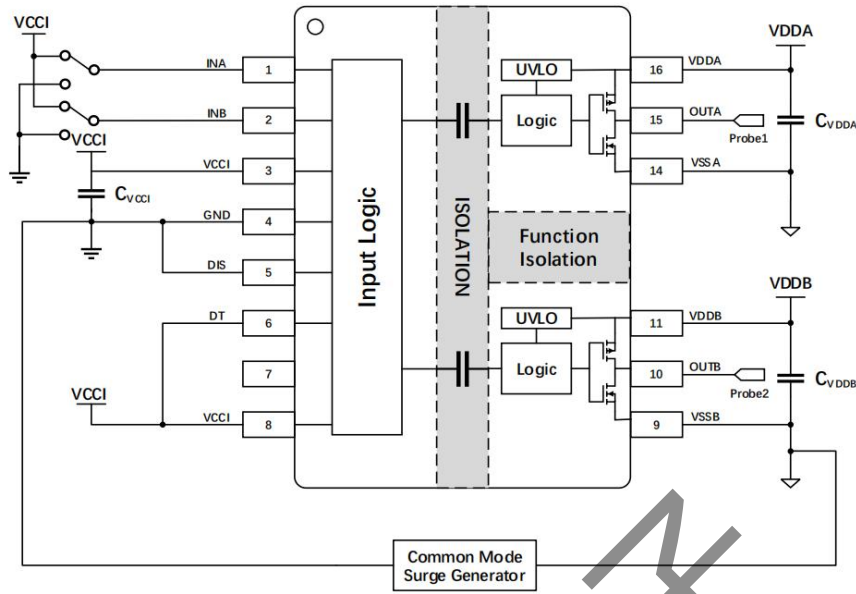 VCCI
VDDA
INA
1
INB
2
VCCI
VCCI
3
CVCCI
GND
4
DIS
5
DT
6
7
VCCI
VCCI
8
Input Logic
ISOLATION
UVLO
Logic
16
VDDA
15
OUTA
Probe1
14
VSSA
CVDDA
Function
Isolation
VDDB
UVLO
Logic
11
VDDB
10
OUTB
Probe2
9
VSSB
CVDDB
Common Mode
Surge Generator